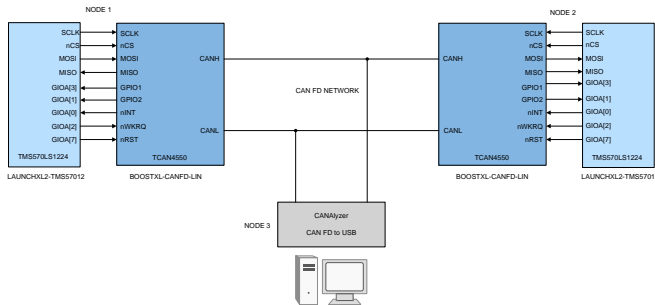 NODE 1
NODE 2
SCLK SCLK SCLK SCLK
nCS nCS nCS nCS
MOSI MOSI CANH CANH MOSI MOSI
MISO MISO MISO MISO
GIOA[3] GPIO1 GPIO1 GIOA[3]
CAN FD NETWORK
GIOA[1] GPIO2 GPIO2 GIOA[1]
GIOA[0] nINT nINT GIOA[0]
GIOA[2] nWKRQ CANL CANL nWKRQ GIOA[2]
GIOA[7] nRST nRST GIOA[7]
TMS570LS1224 TCAN4550 TCAN4550 TMS570LS1224
LAUNCHXL2-TMS57012 BOOSTXL-CANFD-LIN BOOSTXL-CANFD-LIN LAUNCHXL2-TMS5701
NODE 3
CANAlyzer
CAN FD to USB